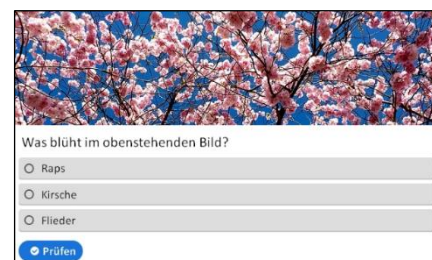 Was blüht im obenstehenden Bild?
Raps
Kirsche
Flieder
Prüfen